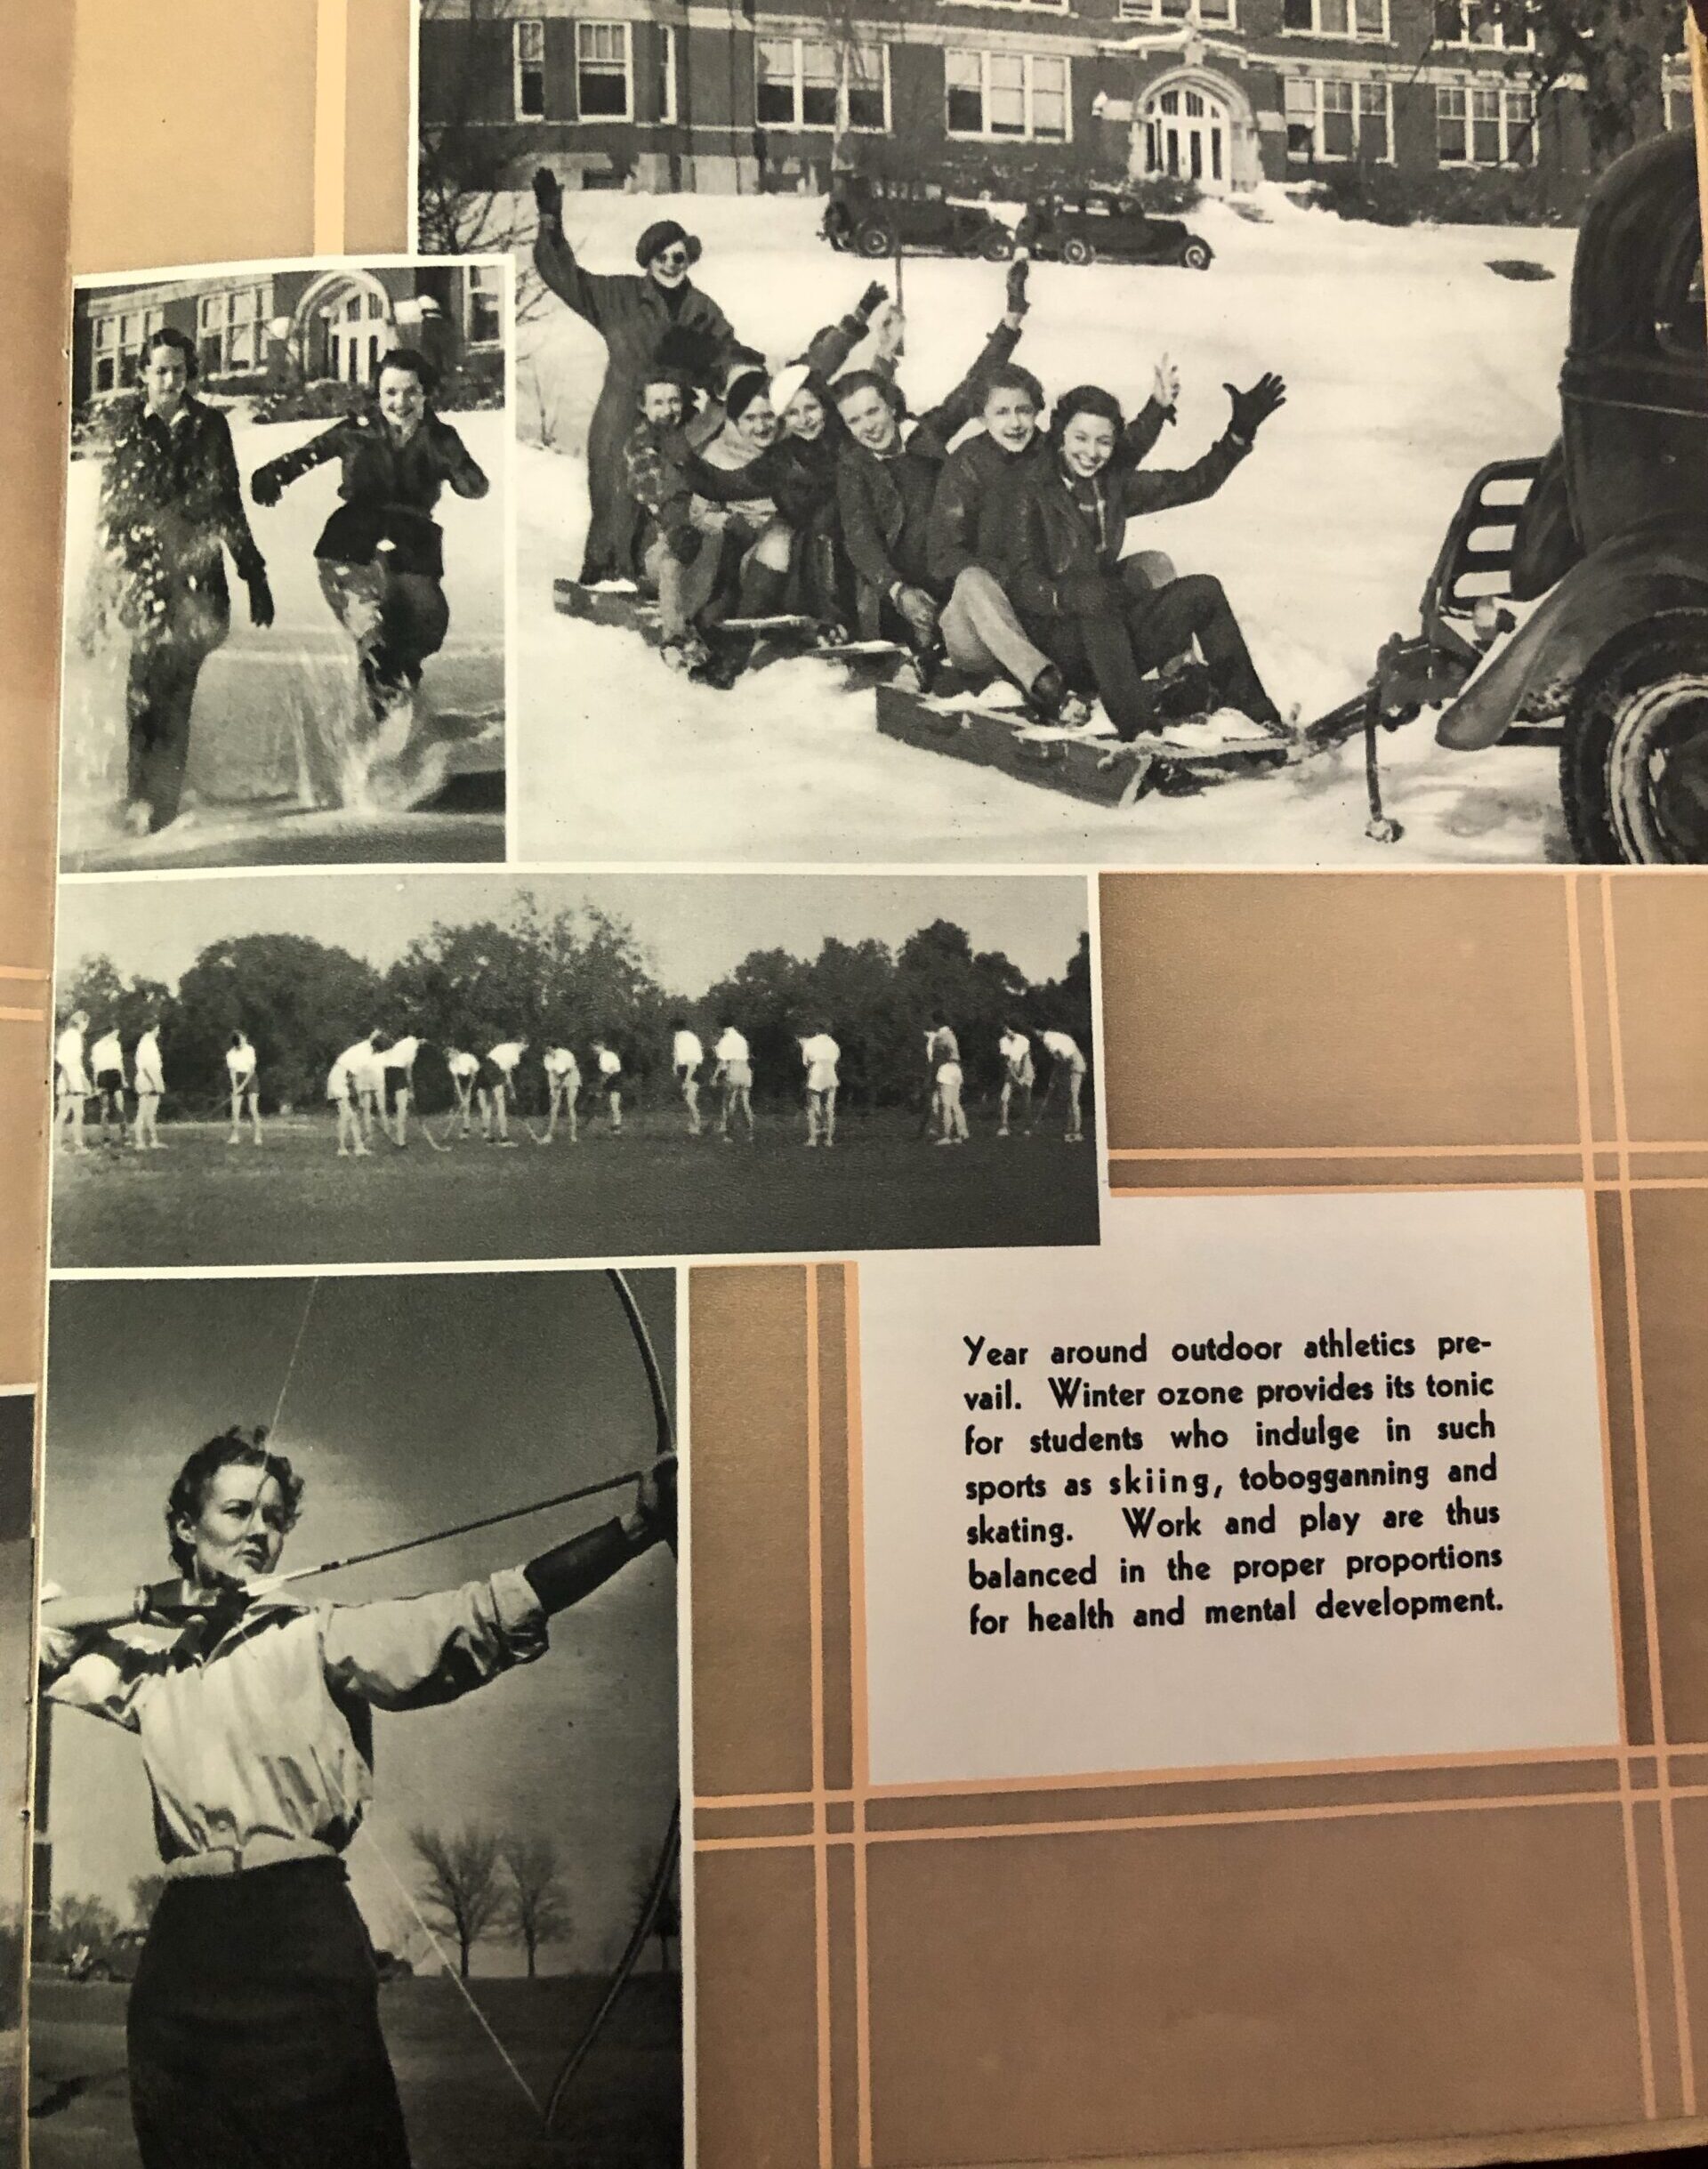 Year around outdoor athletics pre-
vail. Winter ozone provides its tonic
for students who indulge in such
sports as skiing, tobogganning and
skating. Work and play are thus
balanced in the proper proportions
for health and mental development.